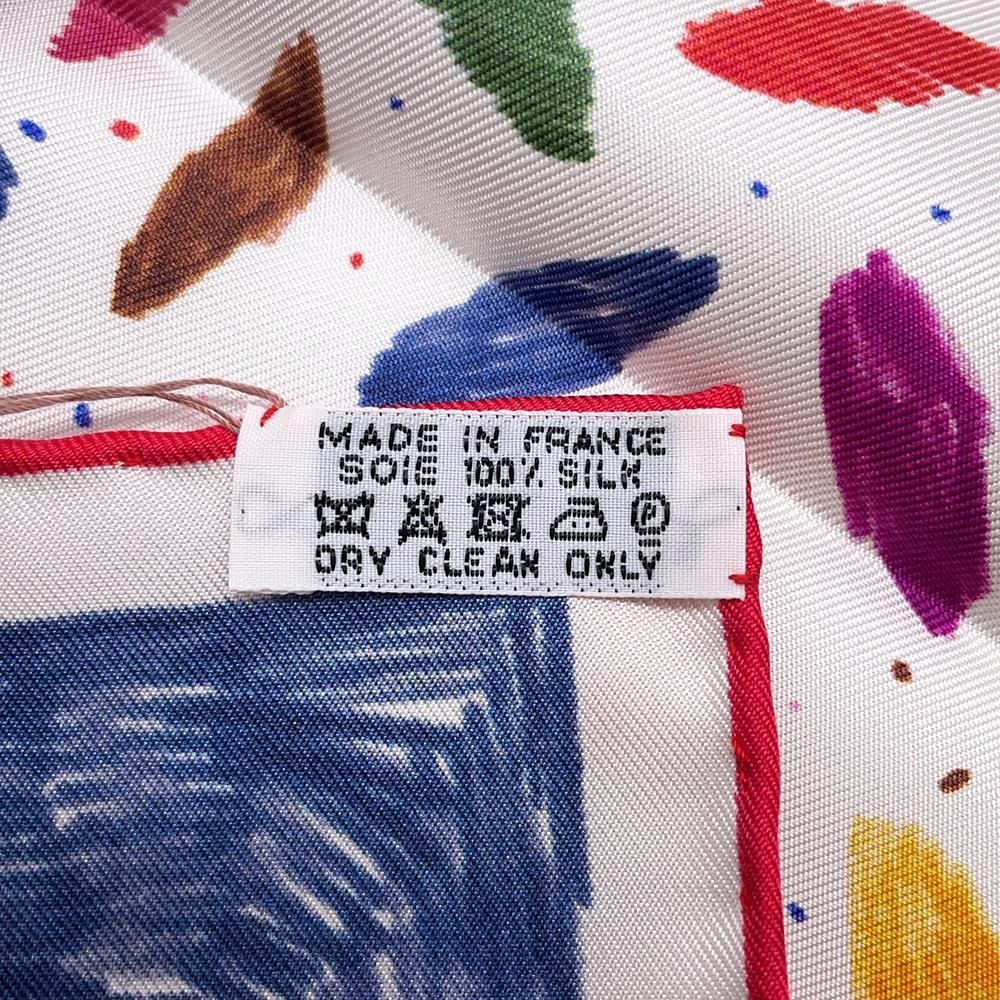 MADE IN FRANCE
SOIE 100% SILK
P
DRY CLEAN ONLY